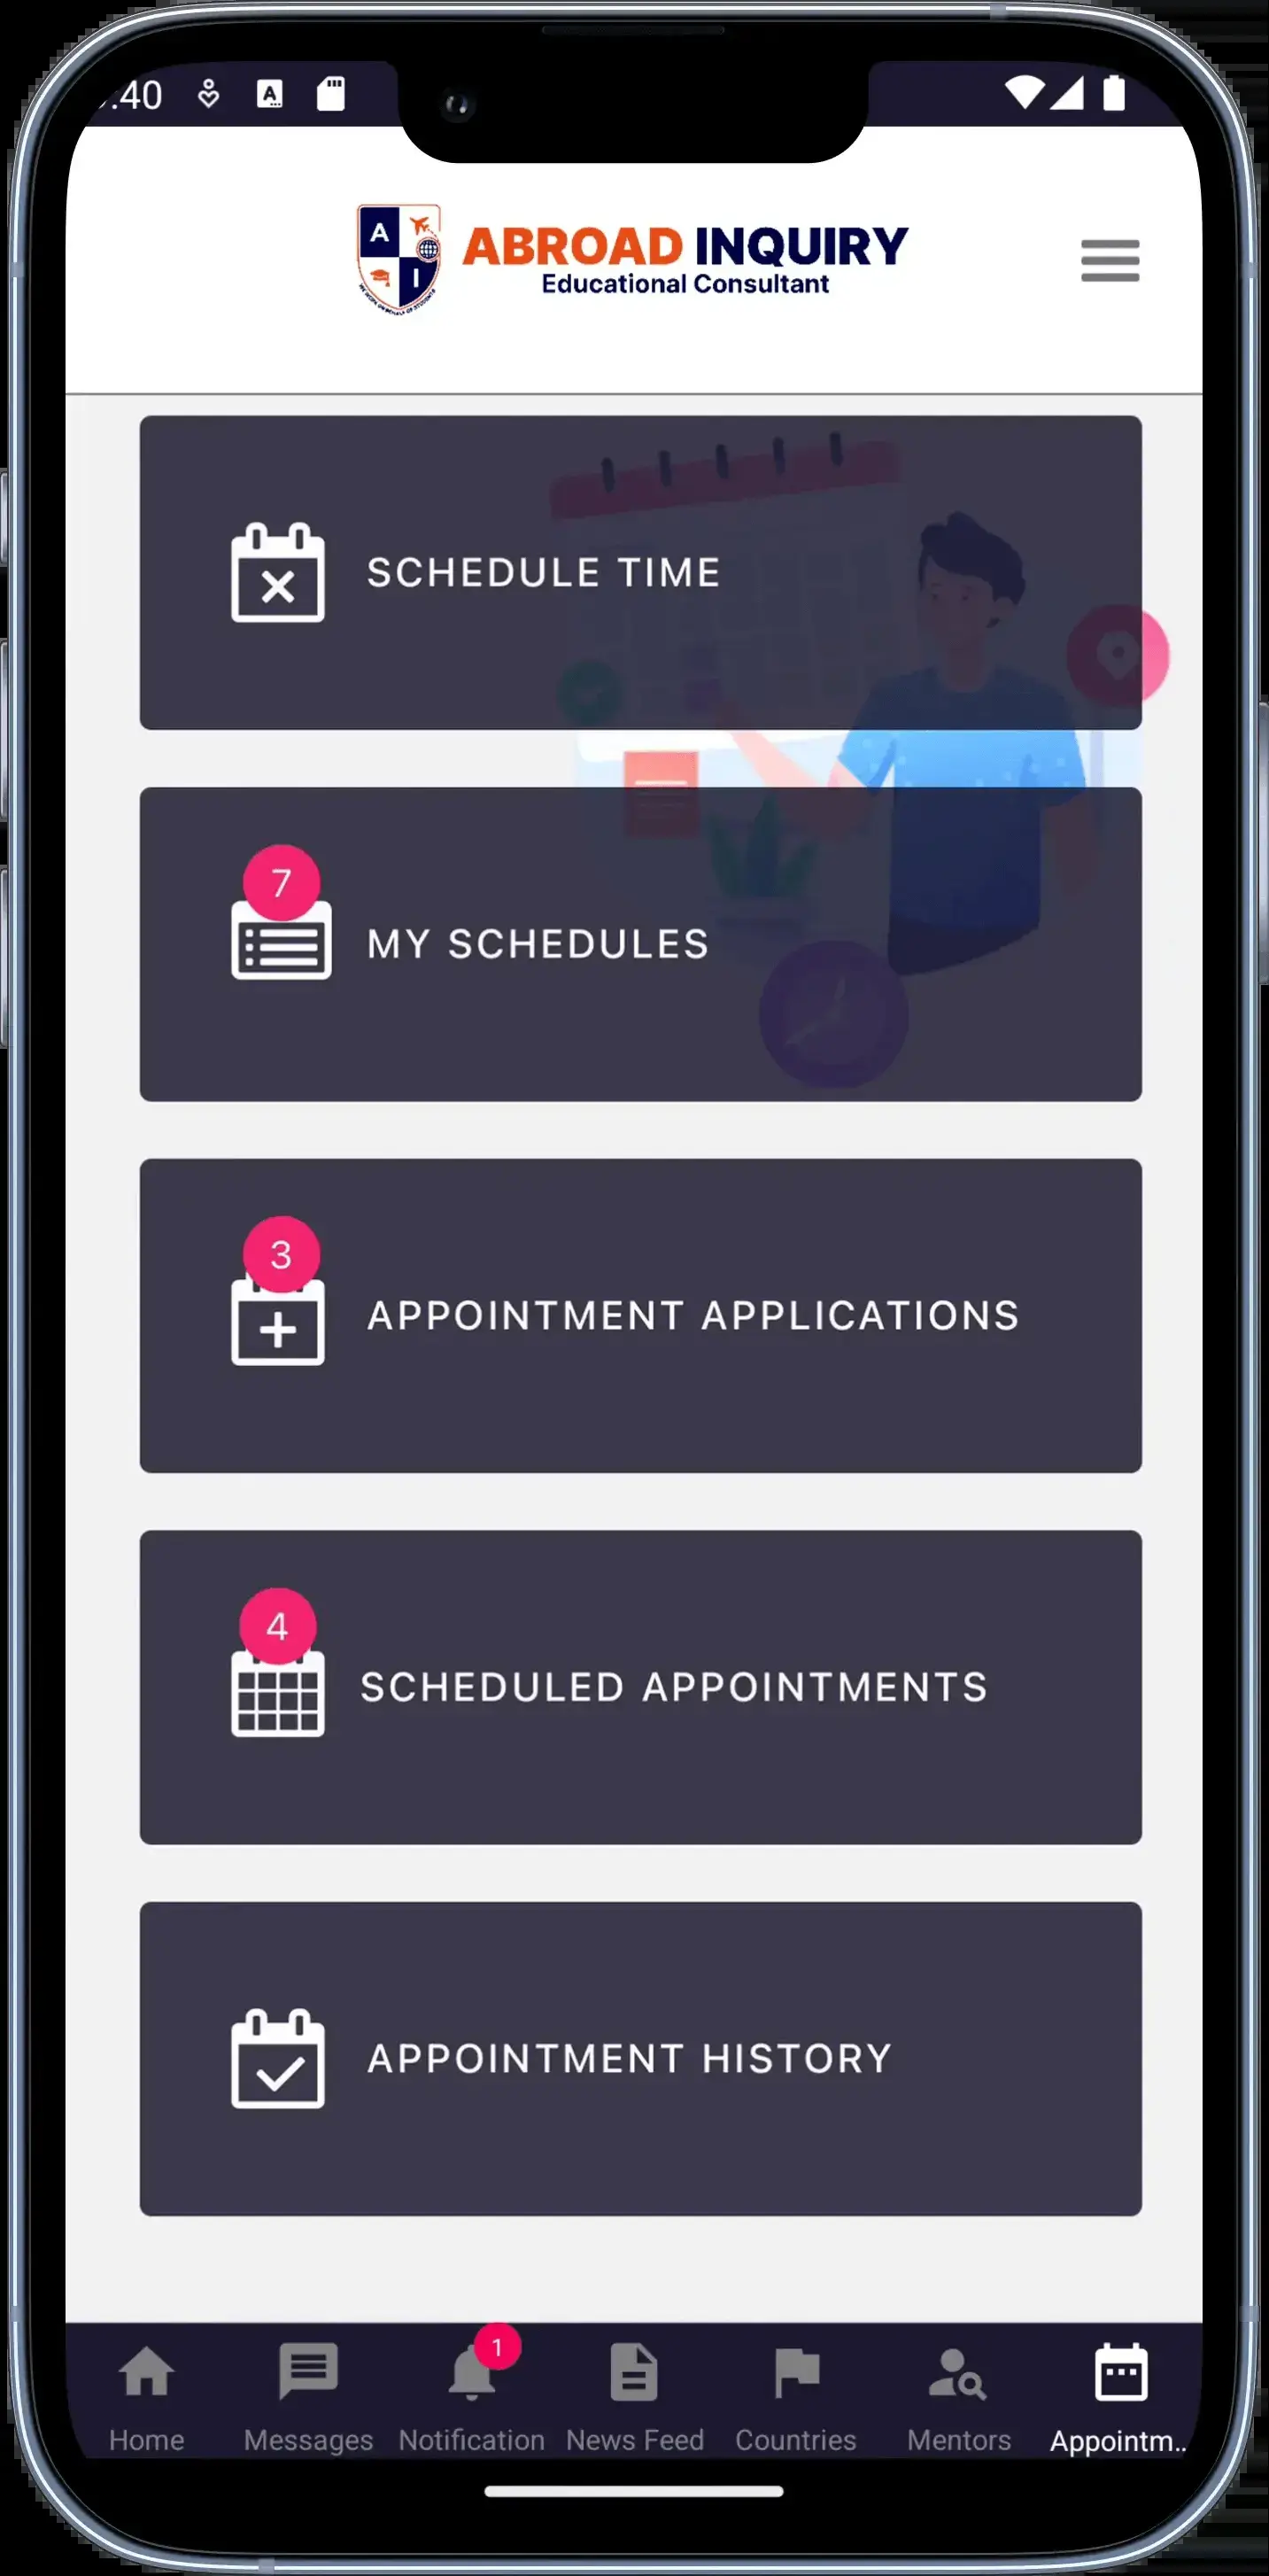 :40
A
A
I
ABROAD INQUIRY
Educational Consultant
SCHEDULE TIME
7
MY SCHEDULES
3
APPOINTMENT APPLICATIONS
4
SCHEDULED APPOINTMENTS
APPOINTMENT HISTORY
1
Home
Messages
Notification
News Feed
Countries
Mentors
Appointm..